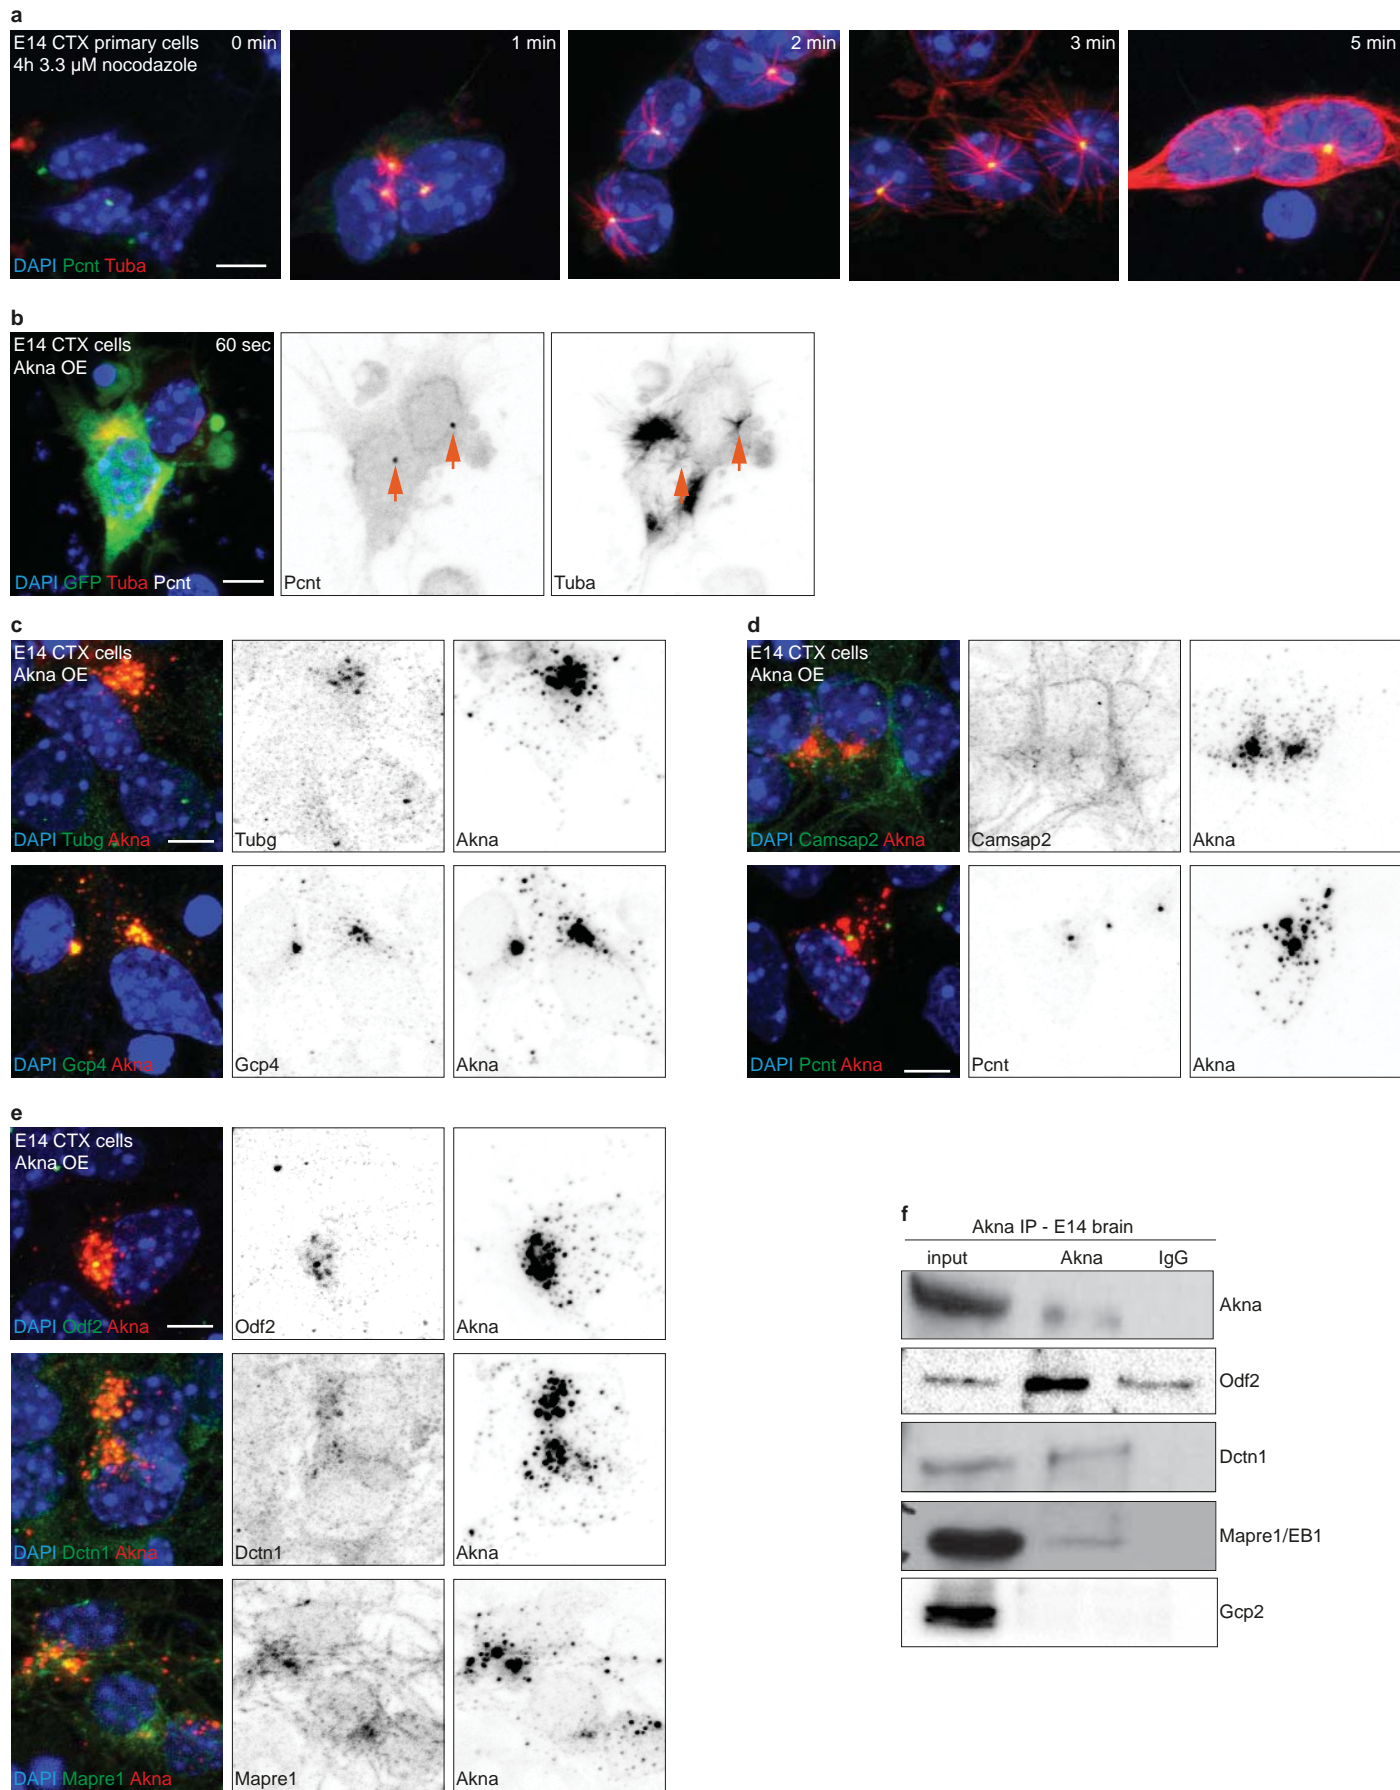 a
E14 CTX primary cells 0 min
4h 3.3 µM nocodazole
1 min
2 min
3 min
5 min
DAPI Pcnt Tuba
b
E14 CTX cells 60 sec
Akna OE
DAPI GFP Tuba Pcnt
Pcnt
Tuba
c
E14 CTX cells
Akna OE
DAPI Tubg Akna
Tubg
Akna
DAPI Gcp4 Akna
Gcp4
Akna
d
E14 CTX cells
Akna OE
DAPI Camsap2 Akna
Camsap2
Akna
DAPI Pcnt Akna
Pcnt
Akna
e
E14 CTX cells
Akna OE
DAPI Odf2 Akna
Odf2
Akna
DAPI Dctn1 Akna
Dctn1
Akna
DAPI Mapre1 Akna
Mapre1
Akna
f
Akna IP - E14 brain
input Akna IgG
Akna
Odf2
Dctn1
Mapre1/EB1
Gcp2